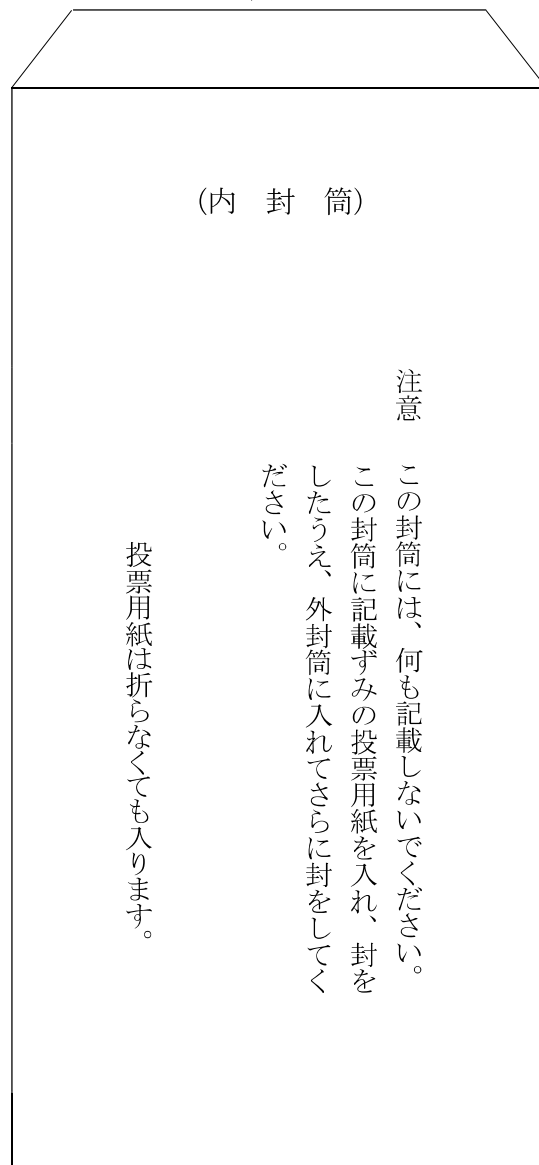 （内　封　筒）
注意　この封筒には、何も記載しないでください。
この封筒に記載ずみの投票用紙を入れ、封を
したうえ、外封筒に入れてさらに封をしてく
ださい。
投票用紙は折らなくても入ります。